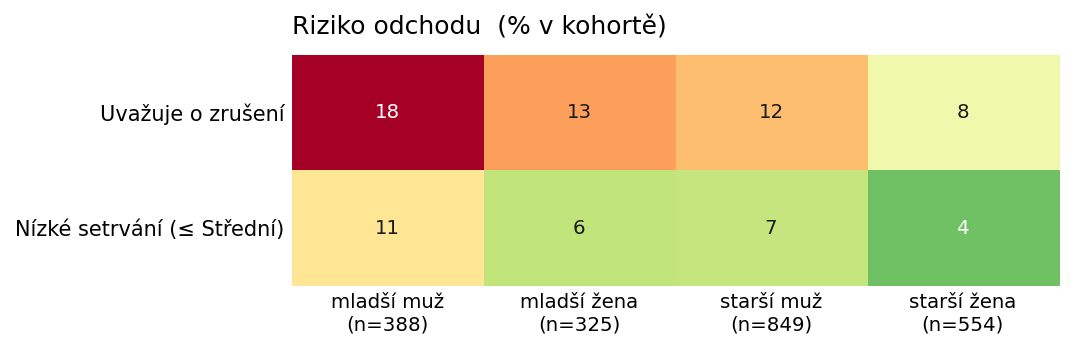 Riziko odchodu  (% v kohortě)
Uvažuje o zrušení 18 13 12 8
Nízké setrvání (≤ Střední) 11 6 7 4
mladší muž mladší žena starší muž starší žena
(n=388) (n=325) (n=849) (n=554)